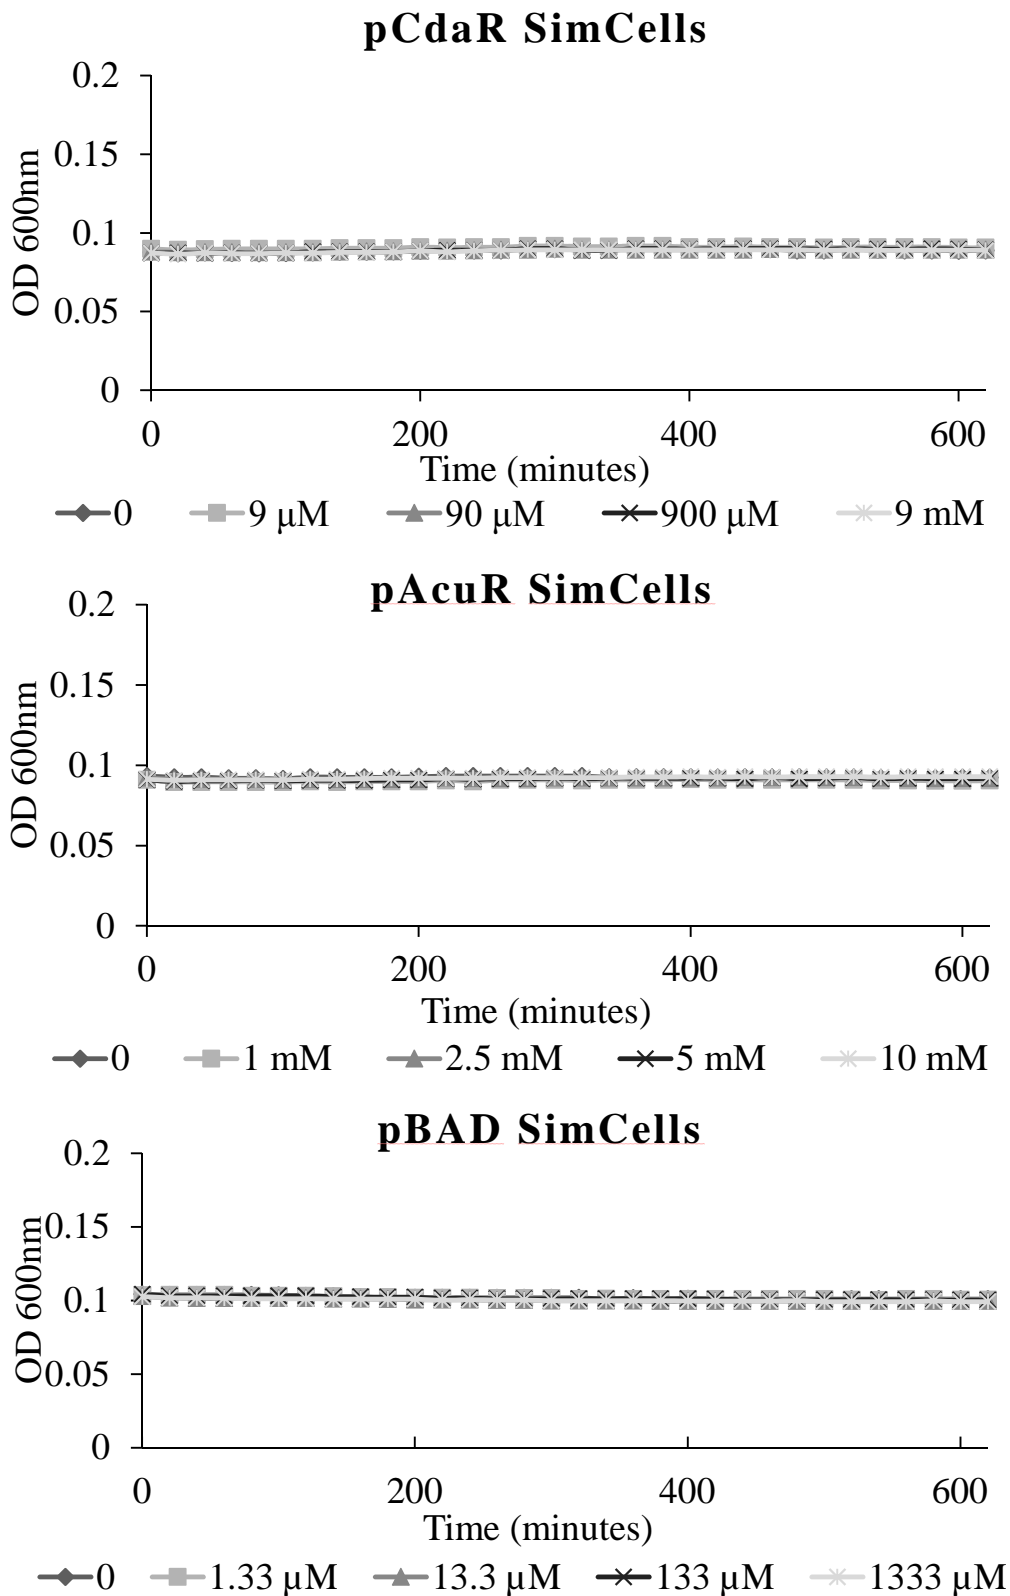 pCdaR SimCells
0.2
0.15
0.1
0.05
0
OD 600nm
0 200 400 600
Time (minutes)
0 9 μM 90 μM 900 μM 9 mM
pAcuR SimCells
0.2
0.15
0.1
0.05
0
OD 600nm
0 200 400 600
Time (minutes)
0 1 mM 2.5 mM 5 mM 10 mM
pBAD SimCells
0.2
0.15
0.1
0.05
0
OD 600nm
0 200 400 600
Time (minutes)
0 1.33 μM 13.3 μM 133 μM 1333 μM